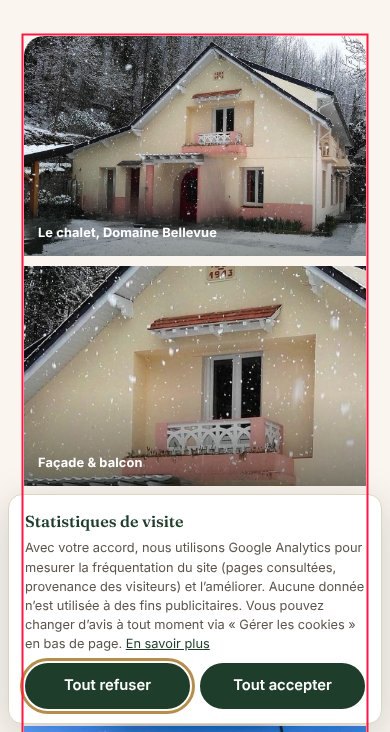 1913
Le chalet, Domaine Bellevue
Façade & balcon
Statistiques de visite
Avec votre accord, nous utilisons Google Analytics pour
mesurer la fréquentation du site (pages consultées,
provenance des visiteurs) et l’améliorer. Aucune donnée
n’est utilisée à des fins publicitaires. Vous pouvez
changer d’avis à tout moment via « Gérer les cookies »
en bas de page. En savoir plus
Tout refuser Tout accepter